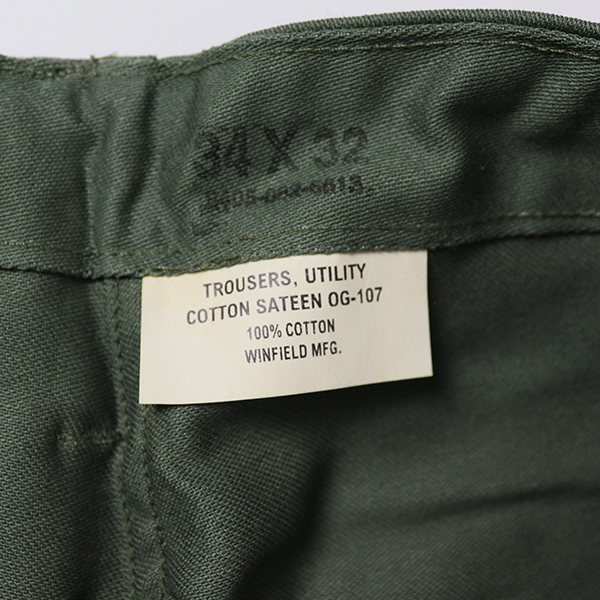 34 X 32
TROUSERS, UTILITY
COTTON SATEEN OG-107
100% COTTON
WINFIELD MFG.